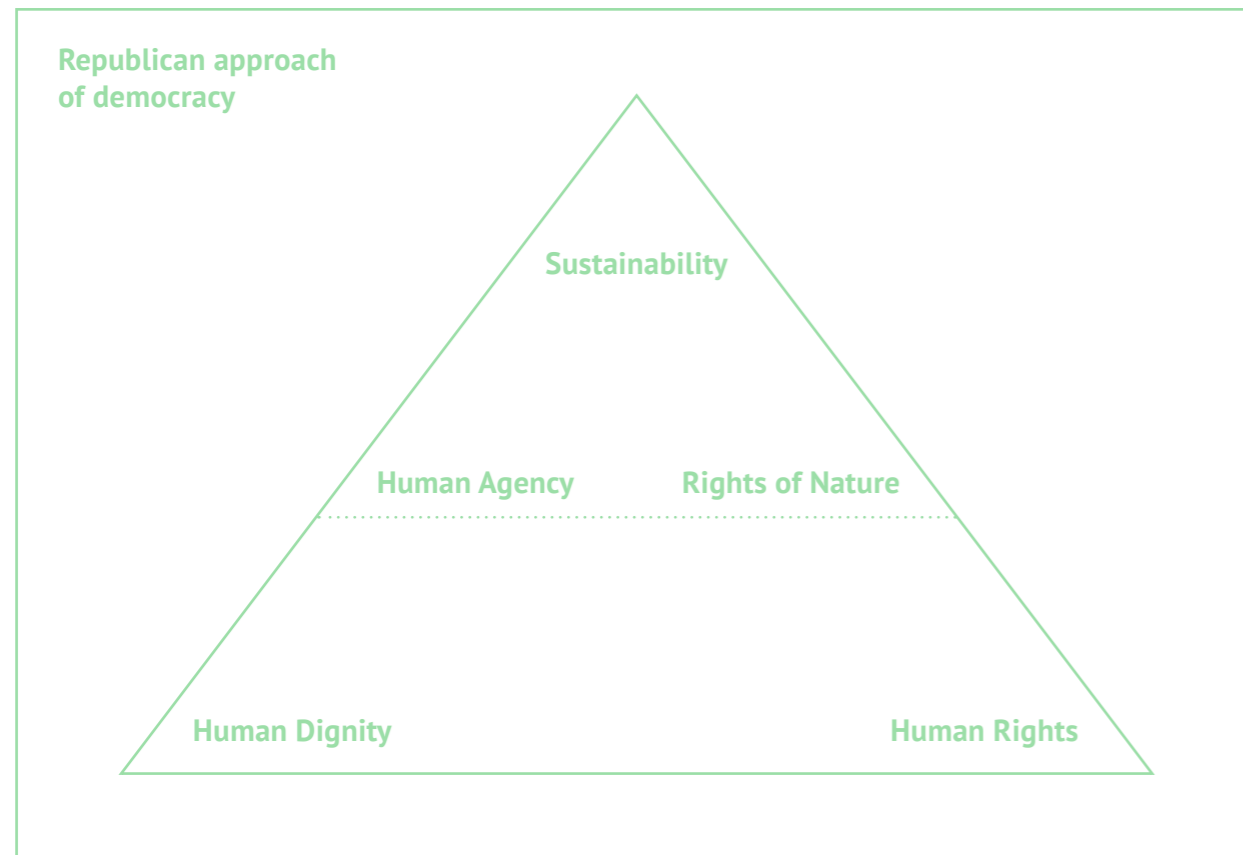 Republican approach
of democracy
Sustainability
Human Agency
Rights of Nature
Human Dignity
Human Rights